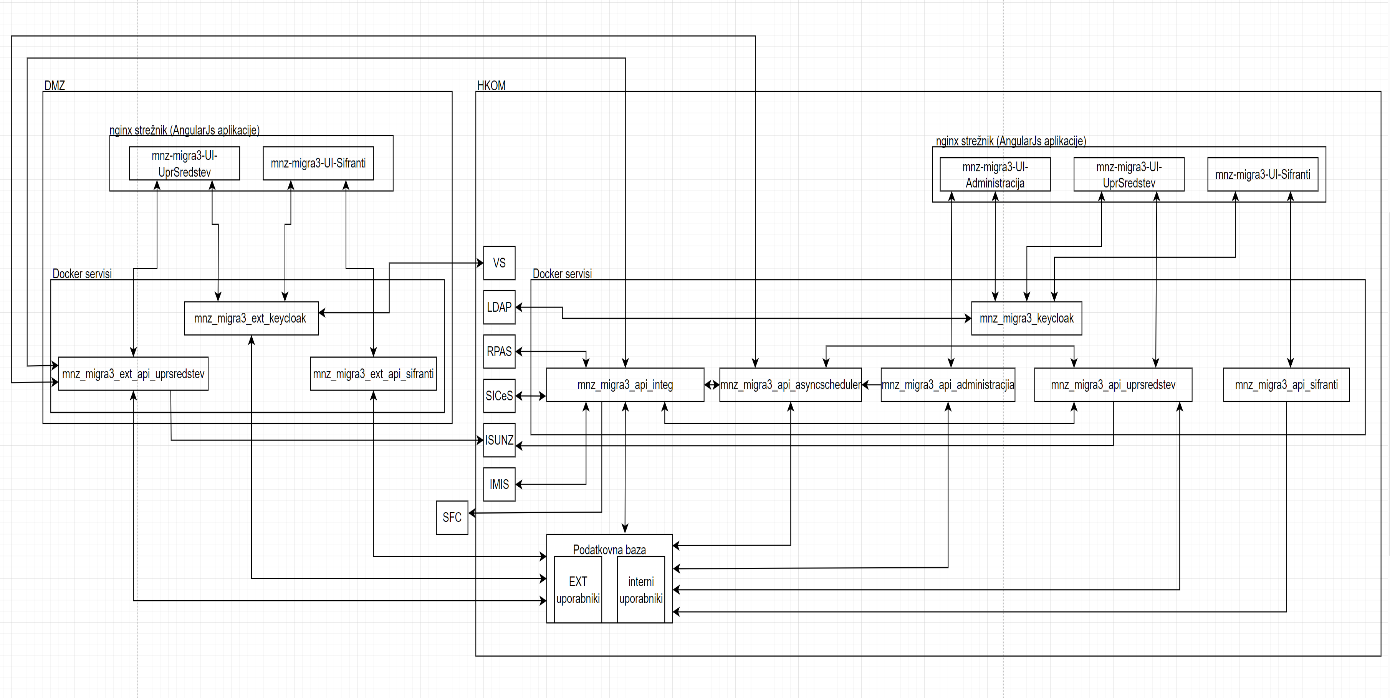 DMZ
HKOM
nginx strežnik (AngularJs aplikacije)
mnz-migra3-UI-
UprSredstev
mnz-migra3-UI-Sifranti
nginx strežnik (AngularJs aplikacije)
mnz-migra3-UI-
Administracija
mnz-migra3-UI-
UprSredstev
mnz-migra3-UI-Sifranti
Docker servisi
mnz_migra3_ext_keycloak
mnz_migra3_ext_api_uprsredstev
mnz_migra3_ext_api_sifranti
VS
LDAP
RPAS
SICeS
ISUNZ
IMIS
SFC
Docker servisi
mnz_migra3_keycloak
mnz_migra3_api_integ
mnz_migra3_api_asyncscheduler
mnz_migra3_api_administracjia
mnz_migra3_api_uprsredstev
mnz_migra3_api_sifranti
Podatkovna baza
EXT
uporabniki
interni
uporabniki